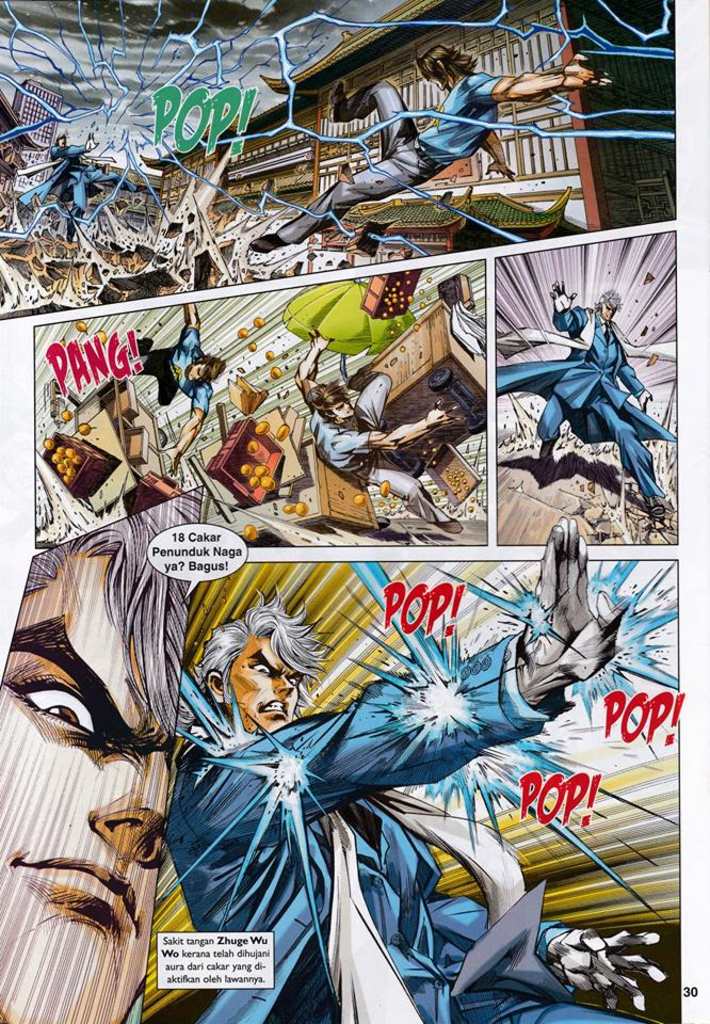 POP!
PANG!
18 Cakar
Penunduk Naga
ya? Bagus!
POP!
POP!
POP!
Sakit tangan Zhuge Wu
Wo kerana telah dihujani
aura dari cakar yang di-
aktifkan oleh lawannya.
30